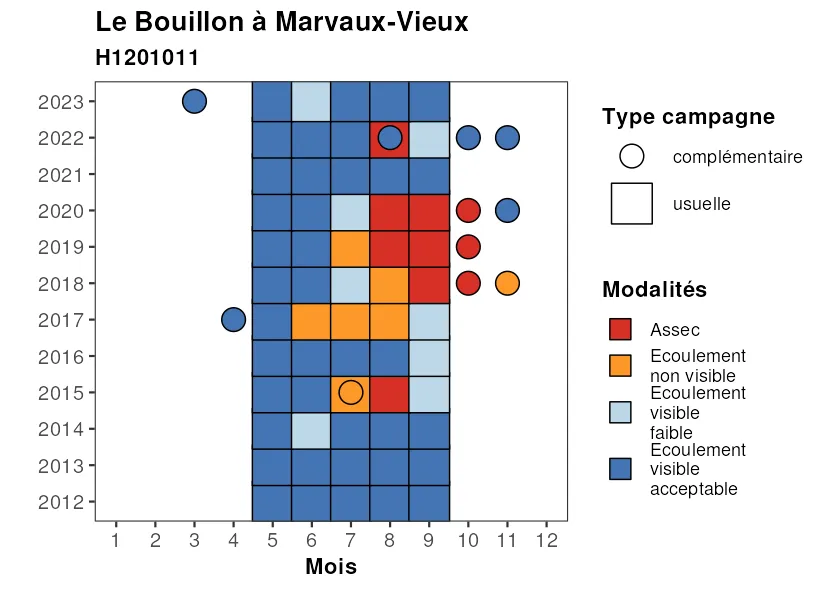 Le Bouillon à Marvaux-Vieux
H1201011
2023
2022
2021
2020
2019
2018
2017
2016
2015
2014
2013
2012
1 2 3 4 5 6 7 8 9 10 11 12
Mois
Type campagne
complémentaire
usuelle
Modalités
Assec
Ecoulement
non visible
Ecoulement
visible
faible
Ecoulement
visible
acceptable